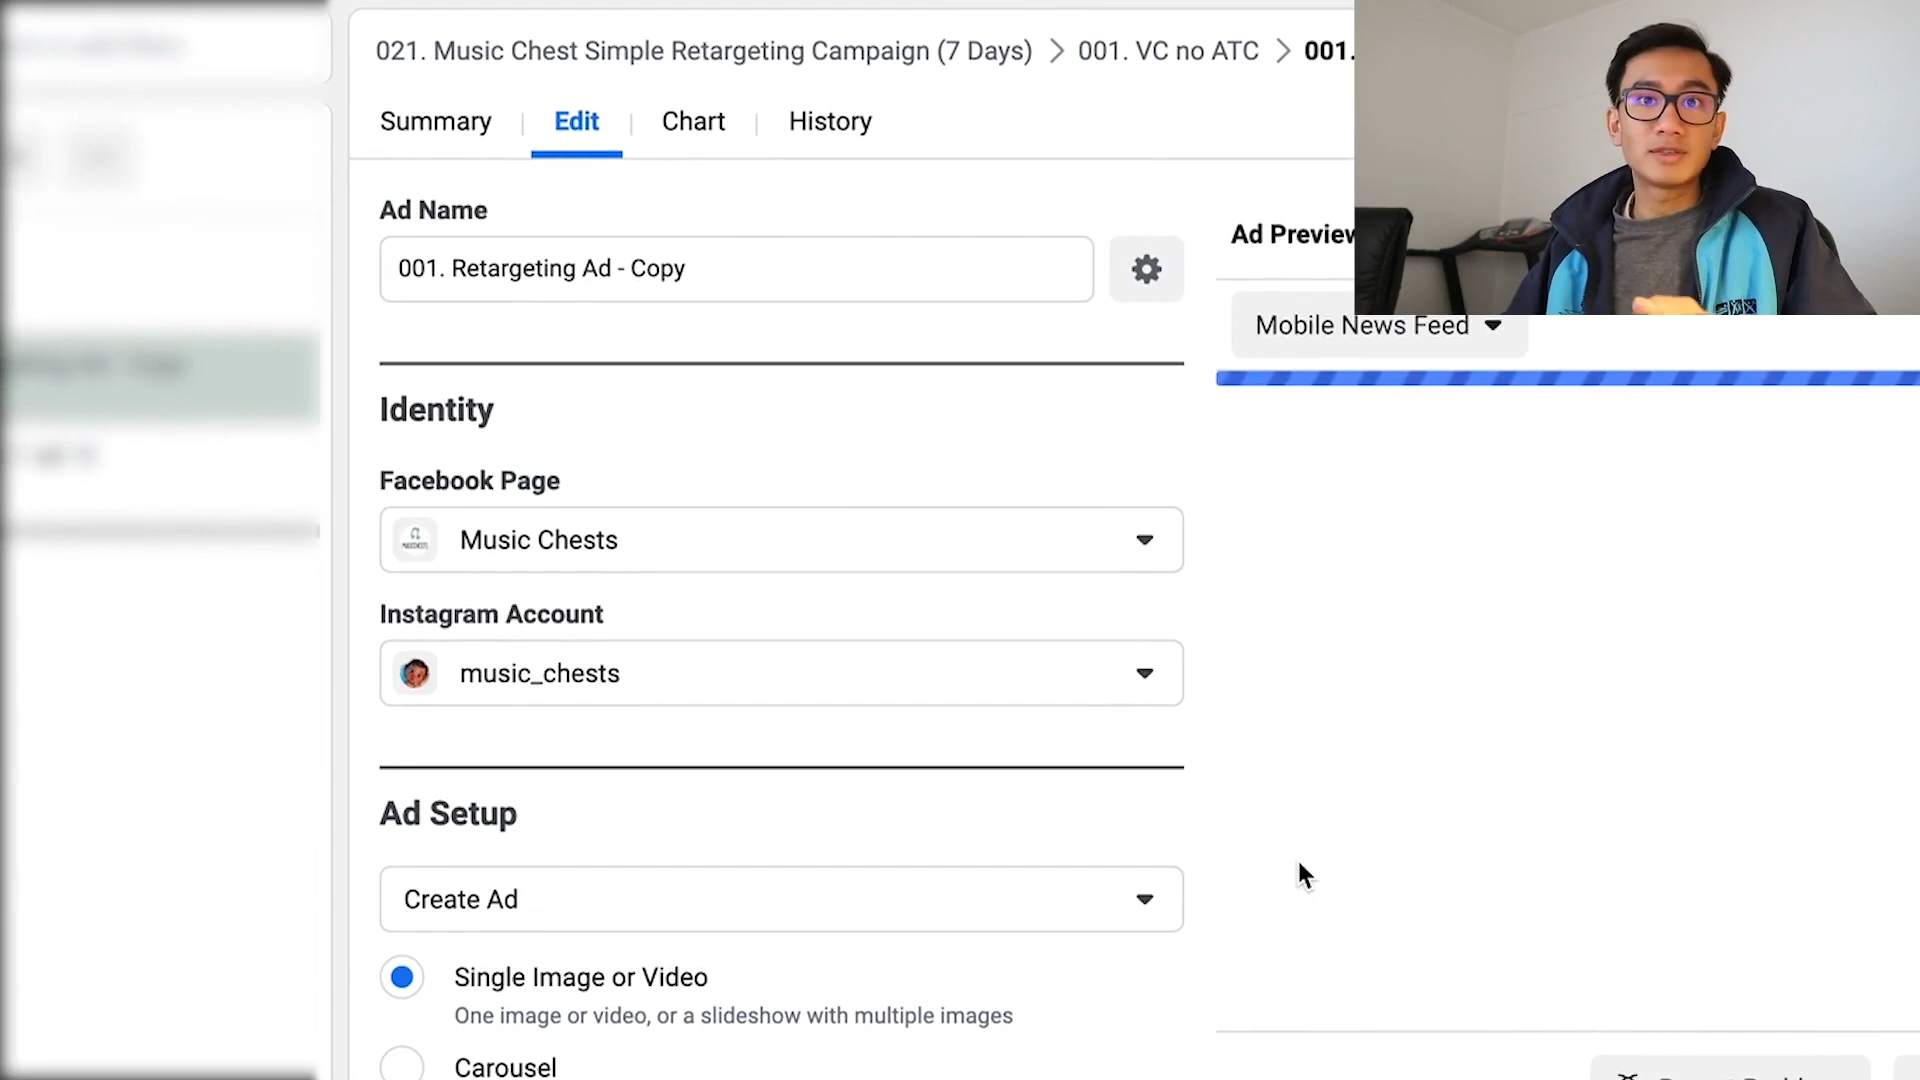 021. Music Chest Simple Retargeting Campaign (7 Days) > 001. VC no ATC > 001.
Summary | Edit | Chart | History
Ad Name
001. Retargeting Ad - Copy
Ad Preview
Mobile News Feed
Identity
Facebook Page
Music Chests
Instagram Account
music_chests
Ad Setup
Create Ad
Single Image or Video
One image or video, or a slideshow with multiple images
Carousel